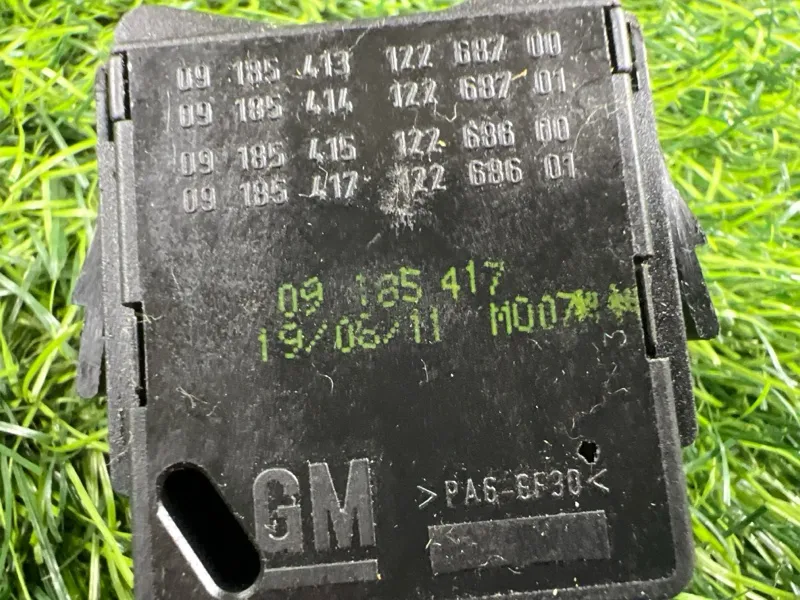 09 185 413 122 687 00
09 185 414 122 687 01
09 185 415 122 686 00
09 185 417 122 686 01
09 185 417
19/06/11 M007
3
GM
>PA6-GF30<